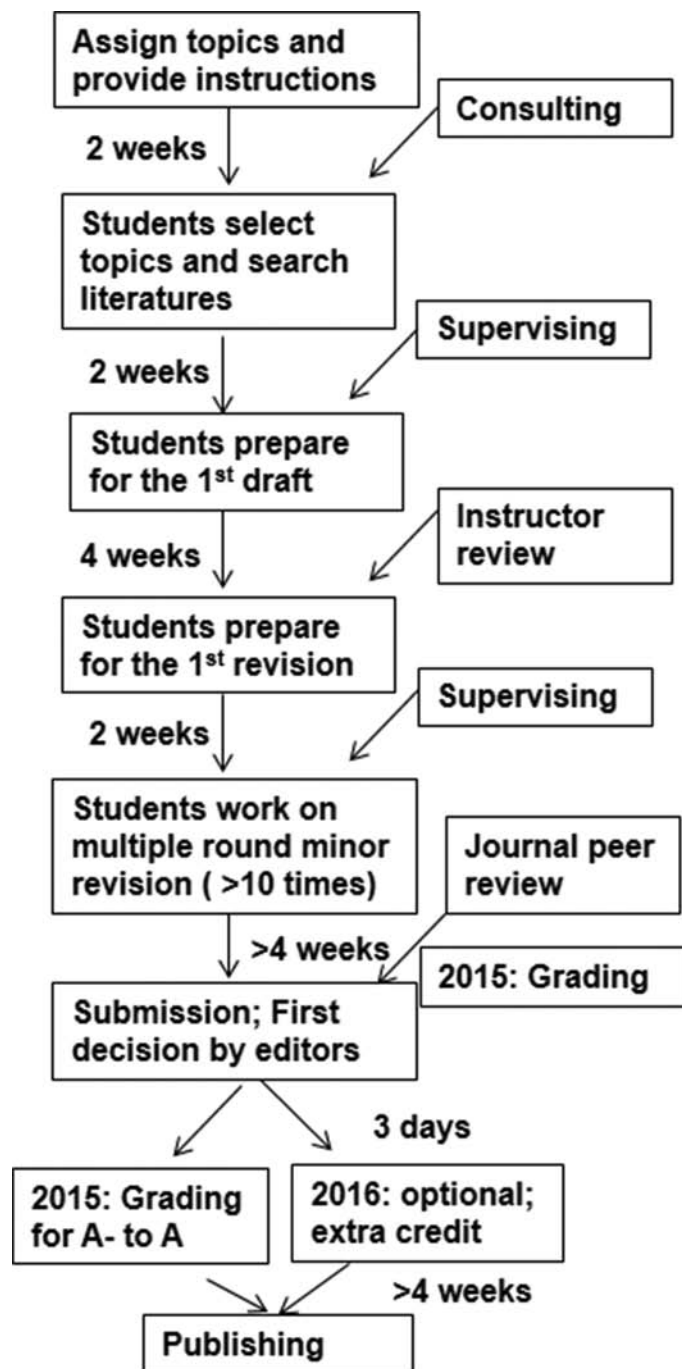 Assign topics and
provide instructions
Consulting
2 weeks
Students select
topics and search
literatures
Supervising
2 weeks
Students prepare
for the 1st draft
Instructor
review
4 weeks
Students prepare
for the 1st revision
Supervising
2 weeks
Students work on
multiple round minor
revision ( >10 times)
Journal peer
review
>4 weeks
2015: Grading
Submission; First
decision by editors
3 days
2015: Grading
for A- to A
2016: optional;
extra credit
>4 weeks
Publishing